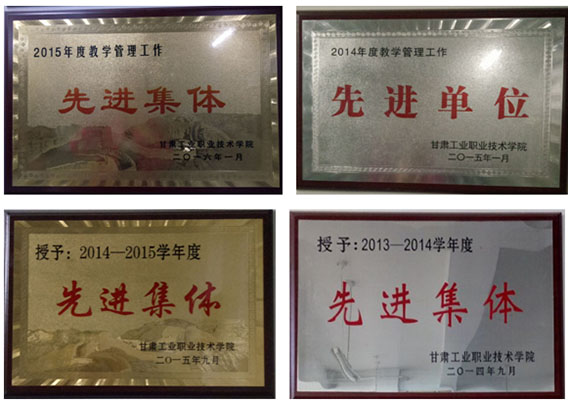 2015年度教学管理工作
先进集体
甘肃工业职业技术学院
二〇一六年一月
2014年度教学管理工作
先进单位
甘肃工业职业技术学院
二〇一五年一月
授予：2014—2015学年度
先进集体
甘肃工业职业技术学院
二〇一五年九月
授予：2013—2014学年度
先进集体
甘肃工业职业技术学院
二〇一四年九月